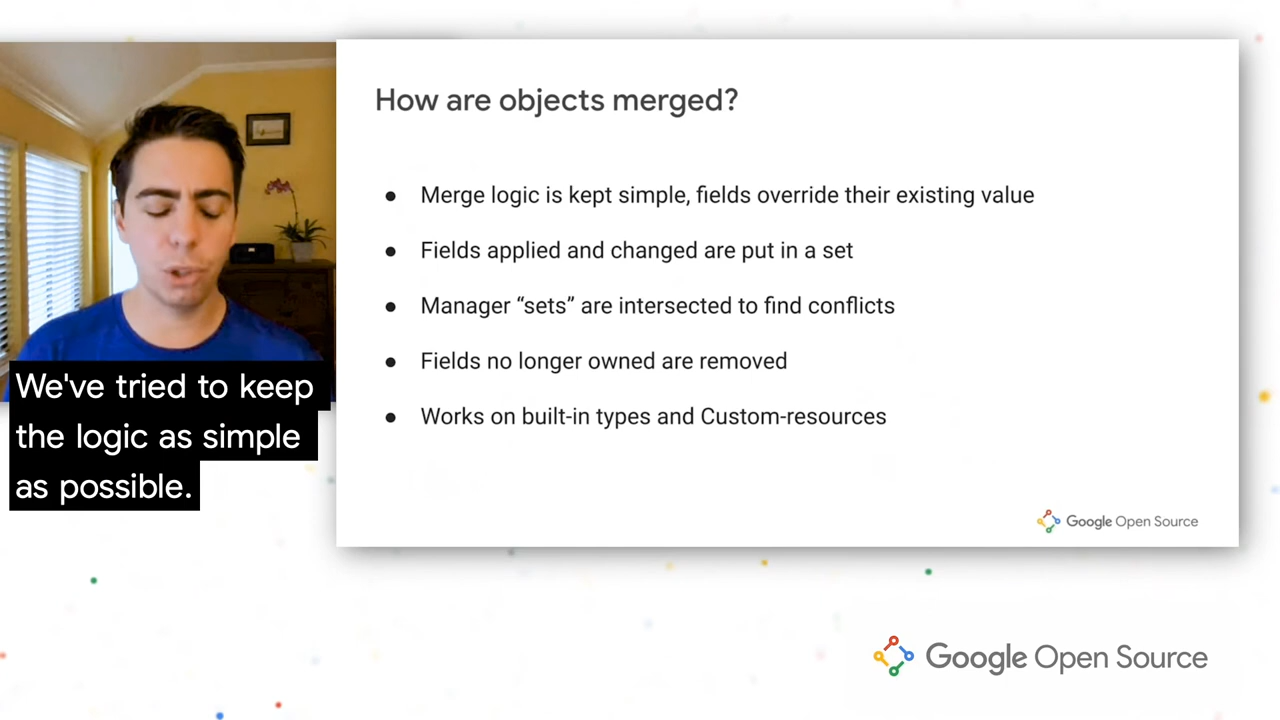 How are objects merged?
● Merge logic is kept simple, fields override their existing value
● Fields applied and changed are put in a set
● Manager “sets” are intersected to find conflicts
● Fields no longer owned are removed
● Works on built-in types and Custom-resources
Google Open Source
We've tried to keep
the logic as simple
as possible.
Google Open Source